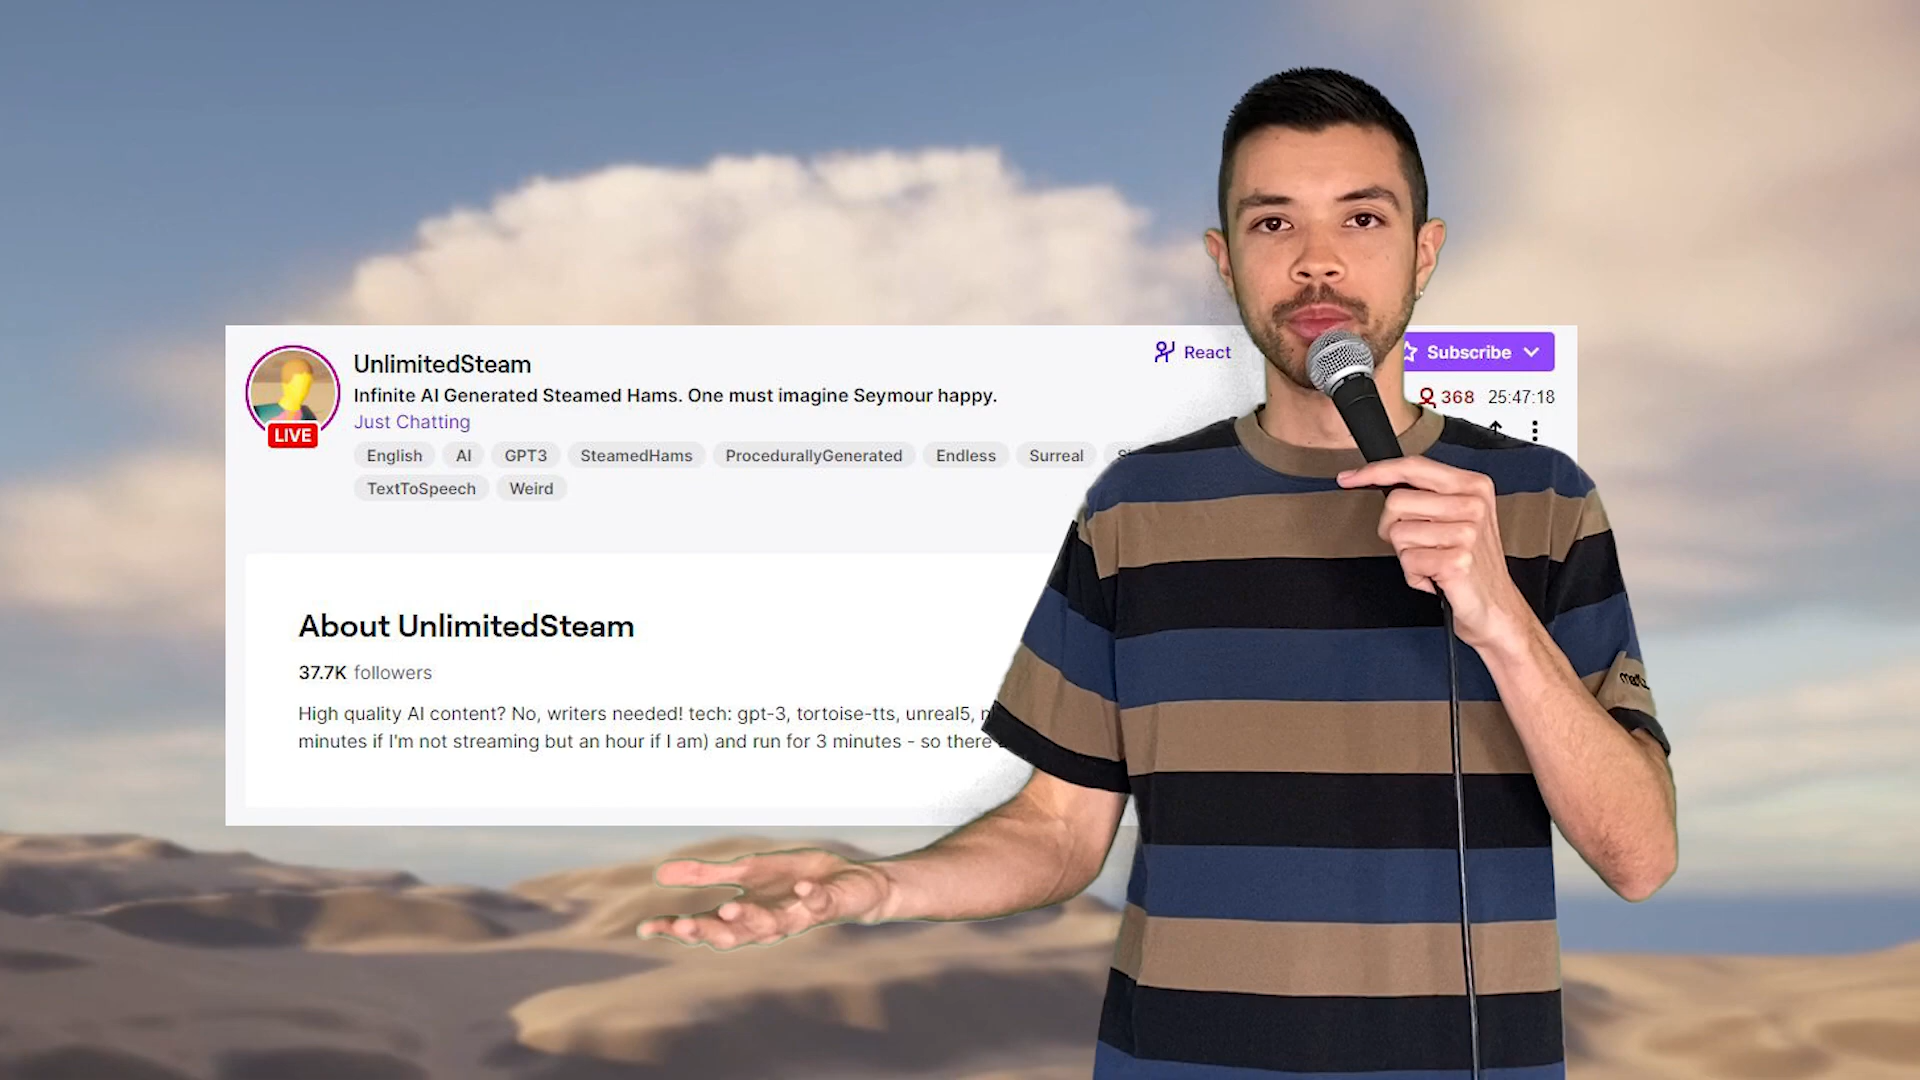 UnlimitedSteam
React
Subscribe
Infinite AI Generated Steamed Hams. One must imagine Seymour happy.
368 25:47:18
Just Chatting
LIVE
English AI GPT3 SteamedHams ProcedurallyGenerated Endless Surreal
TextToSpeech Weird
About UnlimitedSteam
37.7K followers
High quality AI content? No, writers needed! tech: gpt-3, tortoise-tts, unreal5,
minutes if I'm not streaming but an hour if I am) and run for 3 minutes - so there